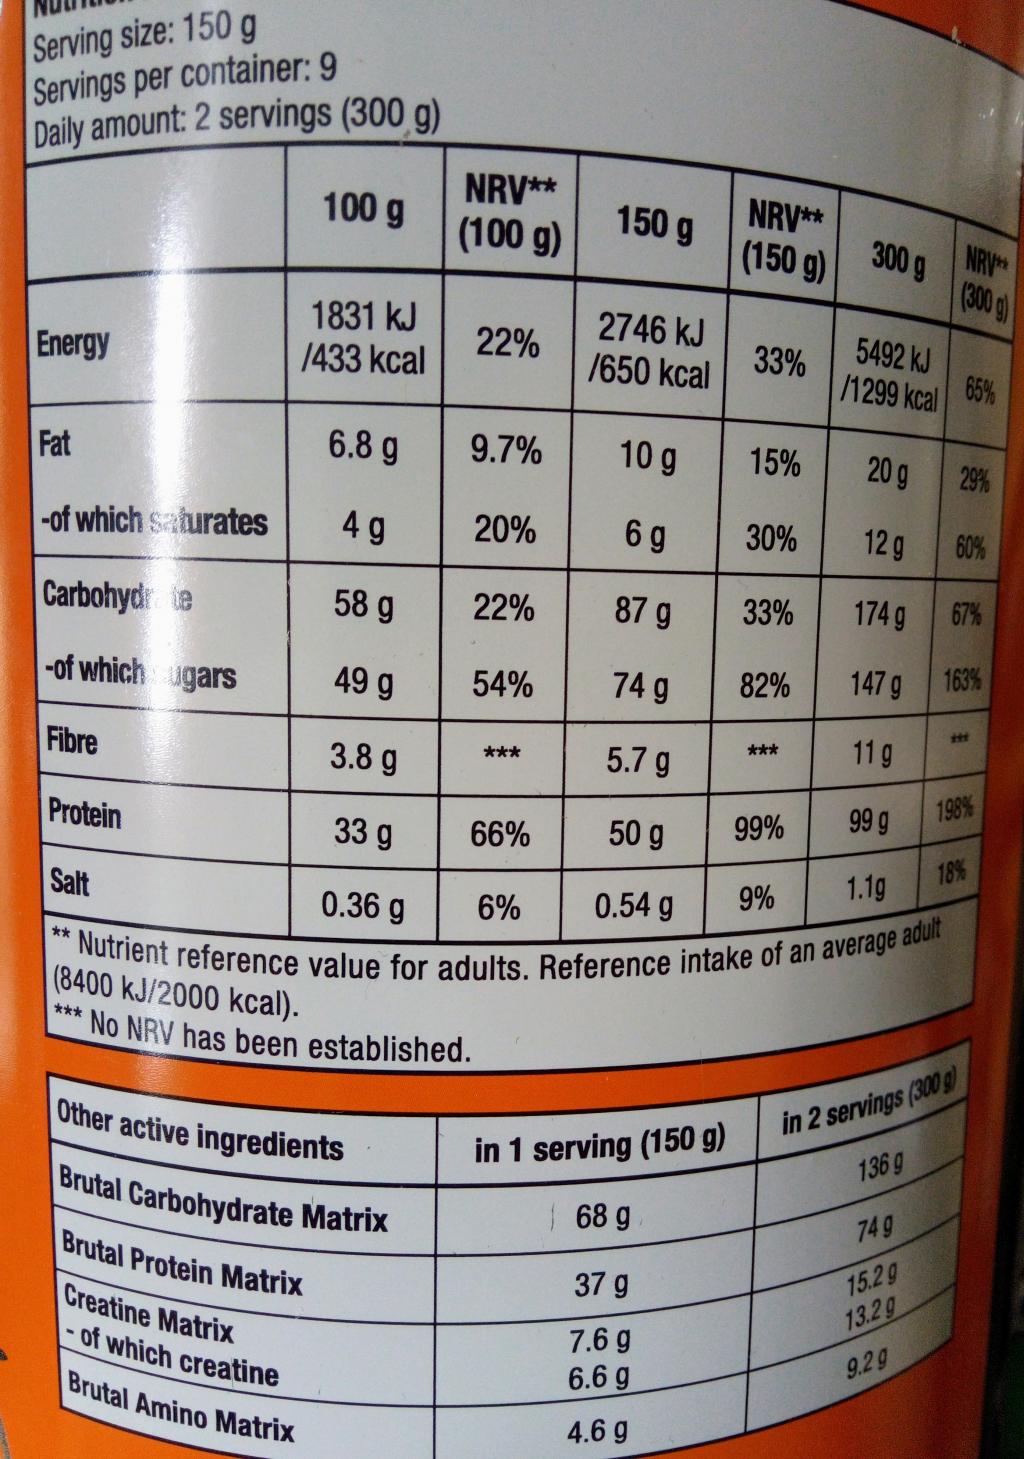 Serving size: 150 g
Servings per container: 9
Daily amount: 2 servings (300 g)
100 g NRV** (100 g) 150 g NRV** (150 g) 300 g NRV** (300 g)
Energy 1831 kJ /433 kcal 22% 2746 kJ /650 kcal 33% 5492 kJ /1299 kcal 65%
Fat 6.8 g 9.7% 10 g 15% 20 g 29%
-of which saturates 4 g 20% 6 g 30% 12 g 60%
Carbohydrate 58 g 22% 87 g 33% 174 g 67%
-of which sugars 49 g 54% 74 g 82% 147 g 163%
Fibre 3.8 g *** 5.7 g *** 11 g ***
Protein 33 g 66% 50 g 99% 99 g 198%
Salt 0.36 g 6% 0.54 g 9% 1.1g 18%
** Nutrient reference value for adults. Reference intake of an average adult
(8400 kJ/2000 kcal).
*** No NRV has been established.
Other active ingredients in 1 serving (150 g) in 2 servings (300 g)
Brutal Carbohydrate Matrix 68 g 136 g
Brutal Protein Matrix 37 g 74 g
Creatine Matrix 7.6 g 15.2 g
- of which creatine 6.6 g 13.2 g
Brutal Amino Matrix 4.6 g 9.2 g